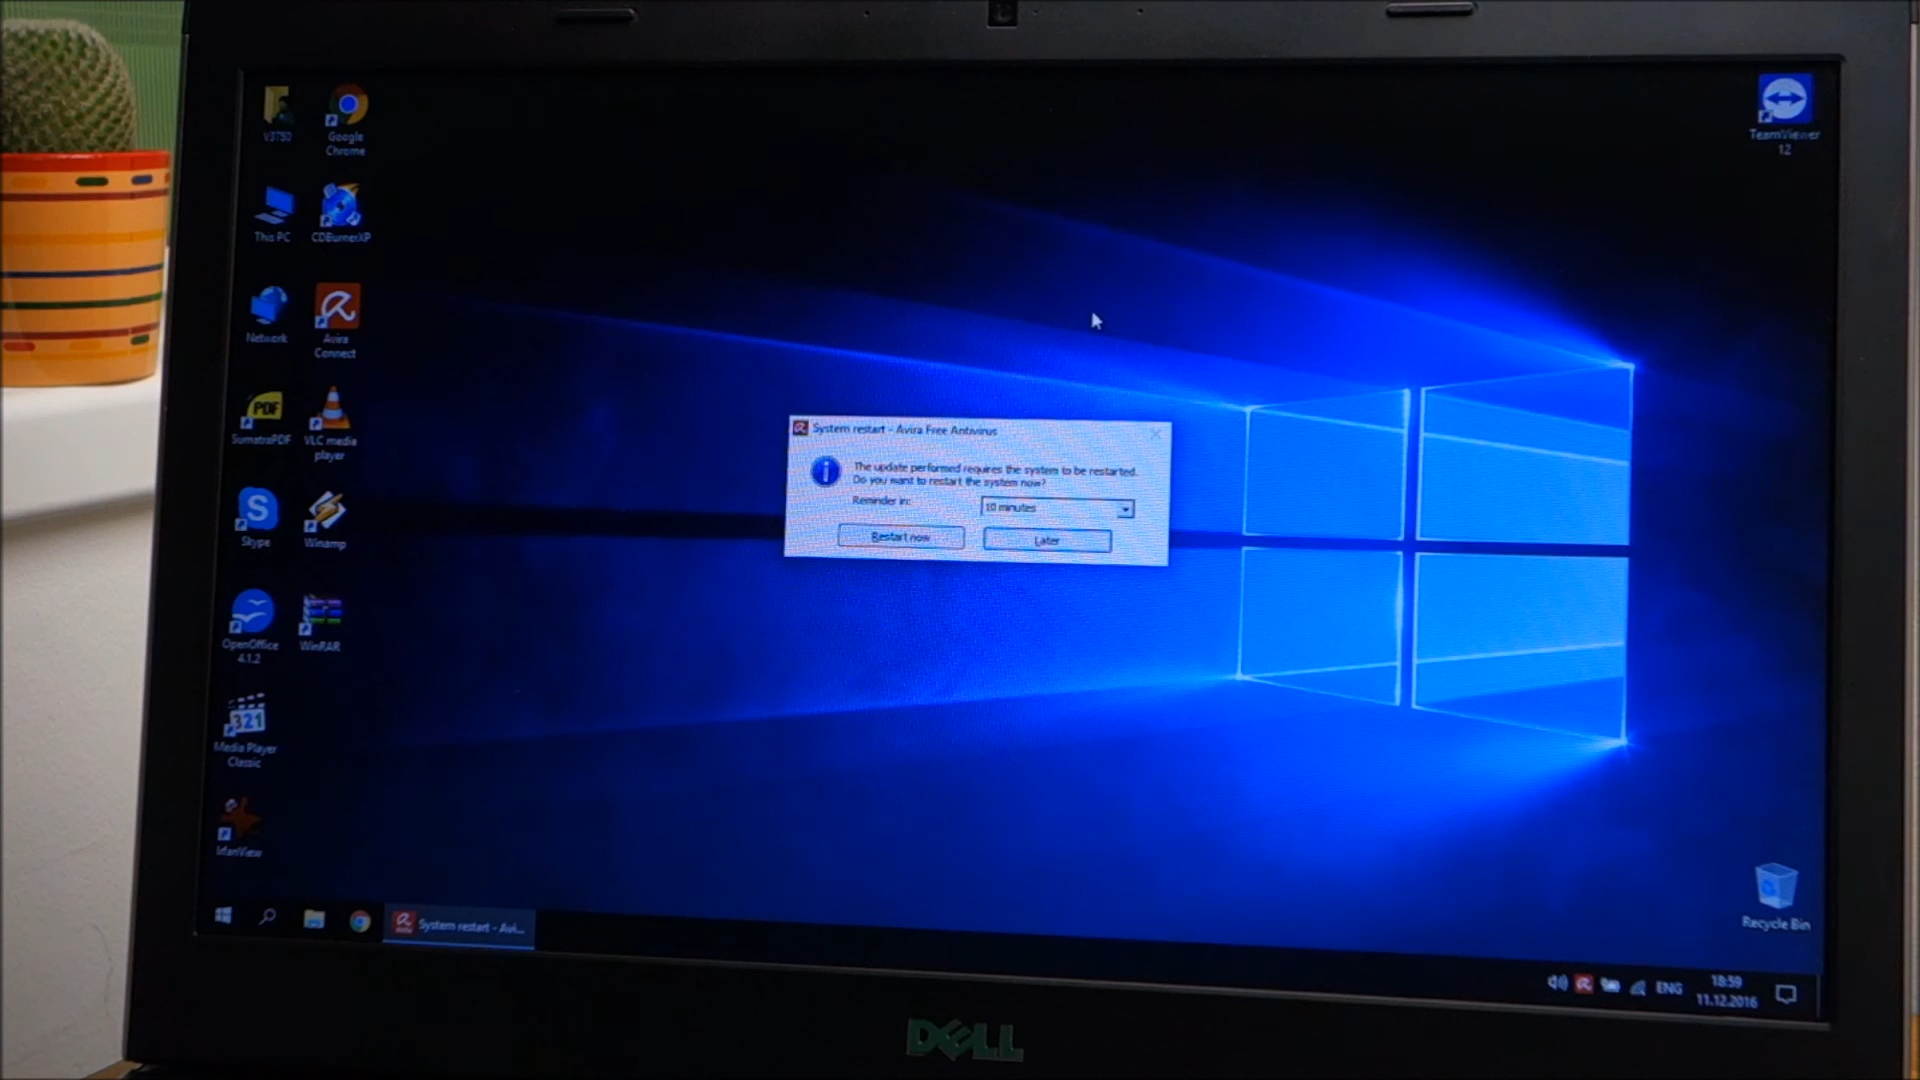 V3750
Google
Chrome
TeamViewer
12
This PC
CDBurnerXP
Network
Avira
Connect
PDF
SumatraPDF
VLC media
player
System restart - Avira Free Antivirus
The update performed requires the system to be restarted.
Do you want to restart the system now?
Reminder in:
10 minutes
Restart now
Later
S
Skype
Winamp
OpenOffice
4.1.2
WinRAR
321
Media Player
Classic
IrfanView
Recycle Bin
System restart - Avi...
ENG
18:59
11.12.2016
DELL